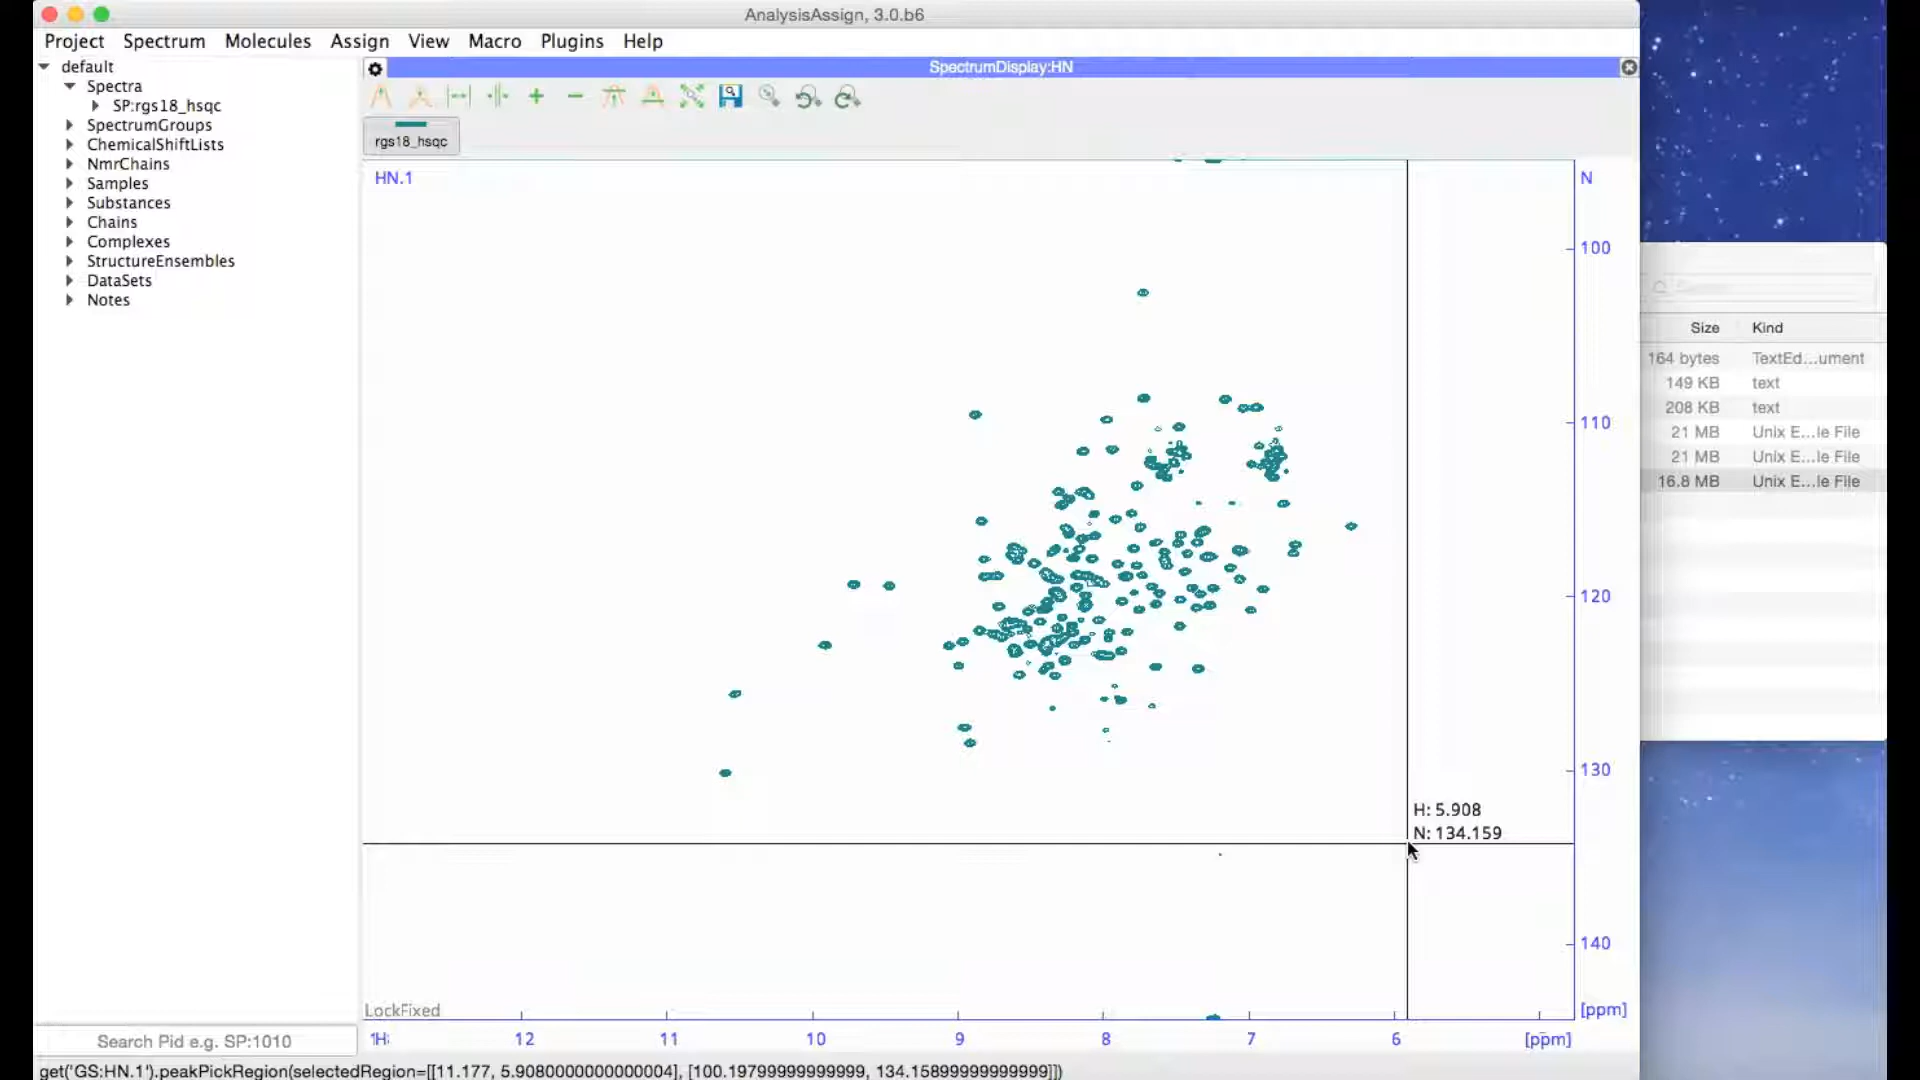 AnalysisAssign, 3.0.b6
Project Spectrum Molecules Assign View Macro Plugins Help
default
Spectra
SP:rgs18_hsqc
SpectrumGroups
ChemicalShiftLists
NmrChains
Samples
Substances
Chains
Complexes
StructureEnsembles
DataSets
Notes
Search Pid e.g. SP:1010
SpectrumDisplay:HN
rgs18_hsqc
HN.1
N
100
110
120
130
140
[ppm]
H: 5.908
N: 134.159
LockFixed
¹H: 12 11 10 9 8 7 6 [ppm]
get('GS:HN.1').peakPickRegion(selectedRegion=[[11.177, 5.9080000000000004], [100.19799999999999, 134.15899999999999]])
Size Kind
164 bytes TextEd...ument
149 KB text
208 KB text
21 MB Unix E...le File
21 MB Unix E...le File
16.8 MB Unix E...le File